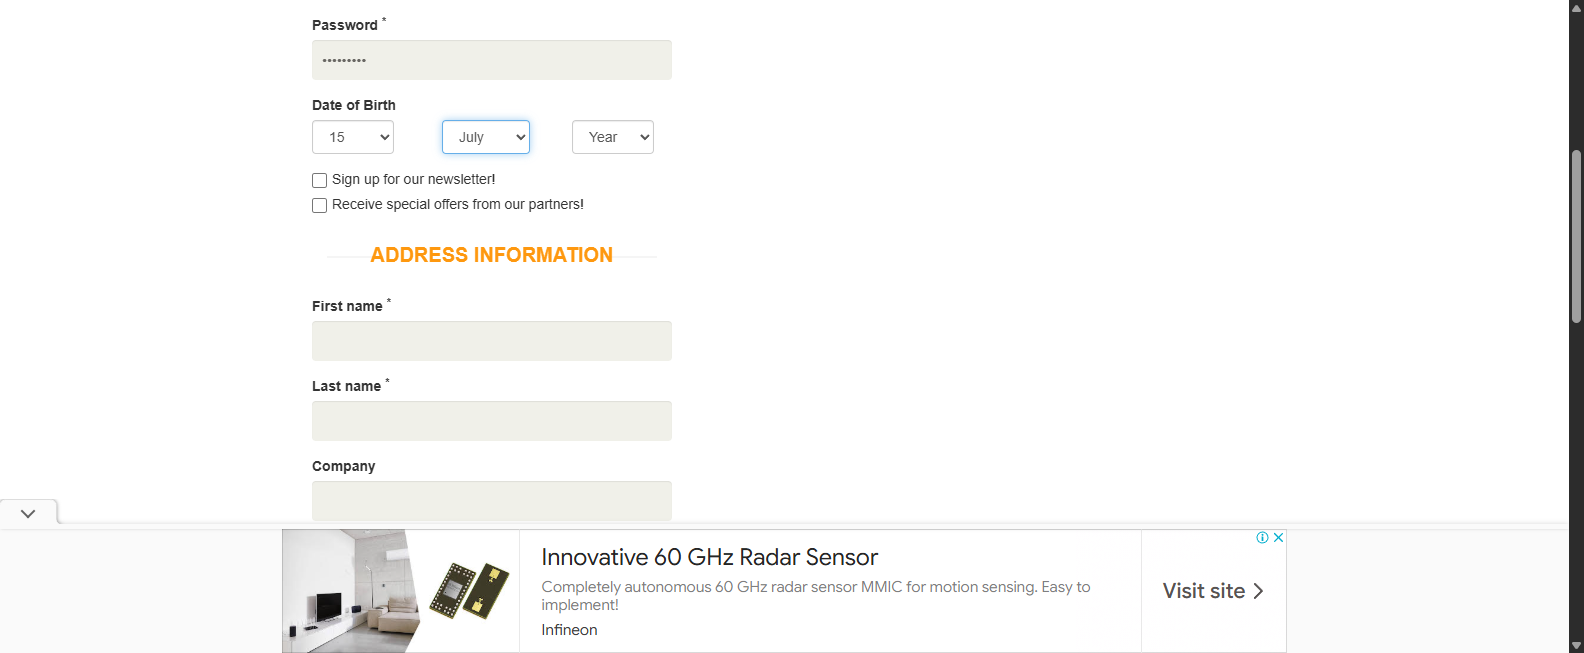 Password *
•••••••••
Date of Birth
15 July Year
Sign up for our newsletter!
Receive special offers from our partners!
ADDRESS INFORMATION
First name *
Last name *
Company
Innovative 60 GHz Radar Sensor
Completely autonomous 60 GHz radar sensor MMIC for motion sensing. Easy to
implement!
Infineon
Visit site